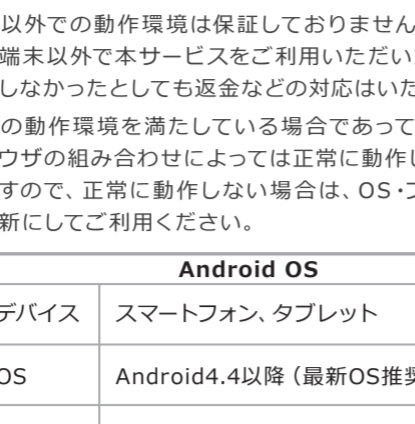 以外での動作環境は保証しておりません
端末以外で本サービスをご利用いただい
しなかったとしても返金などの対応はいた
の動作環境を満たしている場合であって
ウザの組み合わせによっては正常に動作し
すので、正常に動作しない場合は、OS・ブ
新にしてご利用ください。
Android OS
デバイス スマートフォン、タブレット
OS Android4.4以降（最新OS推奨